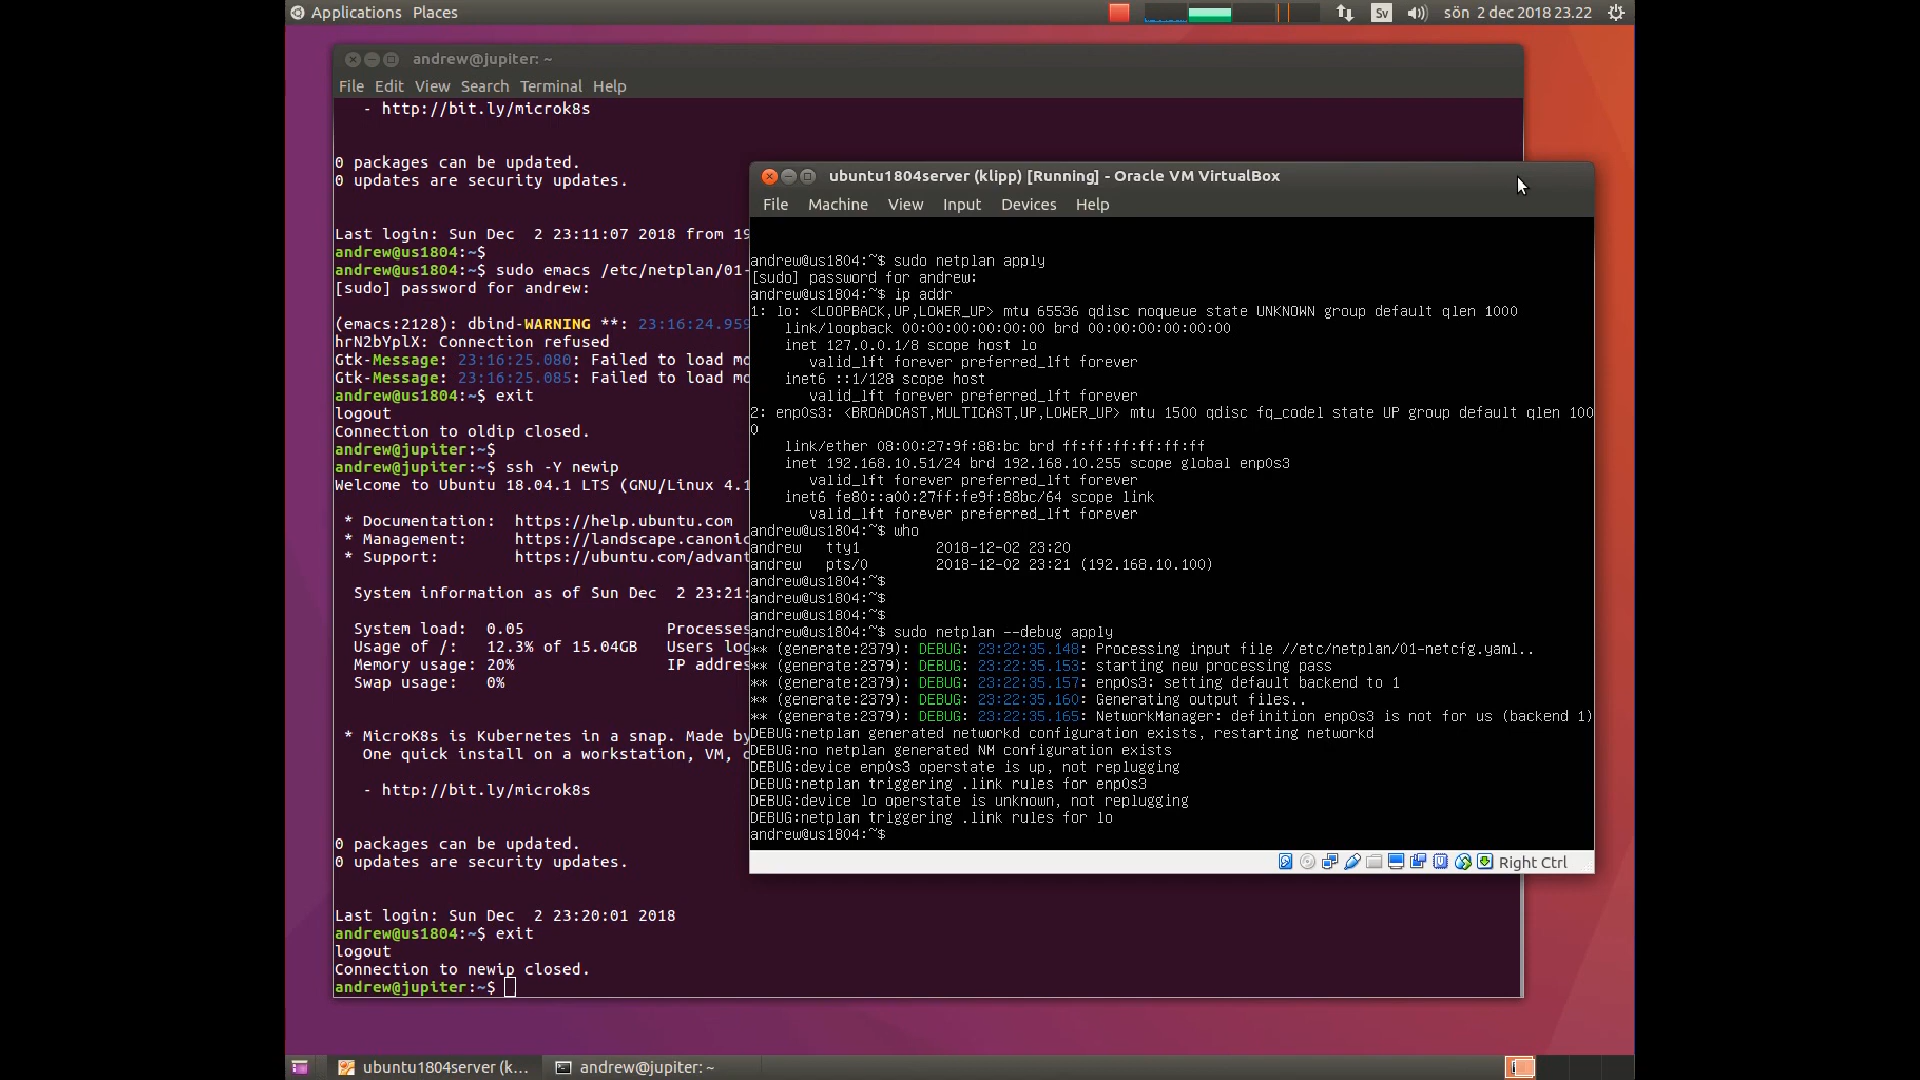 Applications Places
Sv sön 2 dec 2018 23.22
andrew@jupiter: ~
File Edit View Search Terminal Help
- http://bit.ly/microk8s
0 packages can be updated.
0 updates are security updates.
Last login: Sun Dec  2 23:11:07 2018 from 19
andrew@us1804:~$
andrew@us1804:~$ sudo emacs /etc/netplan/01-
[sudo] password for andrew:
(emacs:2128): dbind-WARNING **: 23:16:24.959
hrN2bYplX: Connection refused
Gtk-Message: 23:16:25.080: Failed to load mo
Gtk-Message: 23:16:25.085: Failed to load mo
andrew@us1804:~$ exit
logout
Connection to oldip closed.
andrew@jupiter:~$
andrew@jupiter:~$ ssh -Y newip
Welcome to Ubuntu 18.04.1 LTS (GNU/Linux 4.1
* Documentation:  https://help.ubuntu.com
* Management:     https://landscape.canonic
* Support:        https://ubuntu.com/advant
System information as of Sun Dec  2 23:21:
System load:  0.05              Processes
Usage of /:   12.3% of 15.04GB   Users log
Memory usage: 20%               IP addres
Swap usage:   0%
* MicroK8s is Kubernetes in a snap. Made by
One quick install on a workstation, VM, o
- http://bit.ly/microk8s
0 packages can be updated.
0 updates are security updates.
Last login: Sun Dec  2 23:20:01 2018
andrew@us1804:~$ exit
logout
Connection to newip closed.
andrew@jupiter:~$
ubuntu1804server (klipp) [Running] - Oracle VM VirtualBox
File Machine View Input Devices Help
andrew@us1804:~$ sudo netplan apply
[sudo] password for andrew:
andrew@us1804:~$ ip addr
1: lo: <LOOPBACK,UP,LOWER_UP> mtu 65536 qdisc noqueue state UNKNOWN group default qlen 1000
link/loopback 00:00:00:00:00:00 brd 00:00:00:00:00:00
inet 127.0.0.1/8 scope host lo
valid_lft forever preferred_lft forever
inet6 ::1/128 scope host
valid_lft forever preferred_lft forever
2: enp0s3: <BROADCAST,MULTICAST,UP,LOWER_UP> mtu 1500 qdisc fq_codel state UP group default qlen 100
0
link/ether 08:00:27:9f:88:bc brd ff:ff:ff:ff:ff:ff
inet 192.168.10.51/24 brd 192.168.10.255 scope global enp0s3
valid_lft forever preferred_lft forever
inet6 fe80::a00:27ff:fe9f:88bc/64 scope link
valid_lft forever preferred_lft forever
andrew@us1804:~$ who
andrew   tty1         2018-12-02 23:20
andrew   pts/0        2018-12-02 23:21 (192.168.10.100)
andrew@us1804:~$
andrew@us1804:~$
andrew@us1804:~$
andrew@us1804:~$ sudo netplan --debug apply
** (generate:2379): DEBUG: 23:22:35.148: Processing input file //etc/netplan/01-netcfg.yaml..
** (generate:2379): DEBUG: 23:22:35.153: starting new processing pass
** (generate:2379): DEBUG: 23:22:35.157: enp0s3: setting default backend to 1
** (generate:2379): DEBUG: 23:22:35.160: Generating output files..
** (generate:2379): DEBUG: 23:22:35.165: NetworkManager: definition enp0s3 is not for us (backend 1)
DEBUG:netplan generated networkd configuration exists, restarting networkd
DEBUG:no netplan generated NM configuration exists
DEBUG:device enp0s3 operstate is up, not replugging
DEBUG:netplan triggering .link rules for enp0s3
DEBUG:device lo operstate is unknown, not replugging
DEBUG:netplan triggering .link rules for lo
andrew@us1804:~$
Right Ctrl
ubuntu1804server (k...
andrew@jupiter: ~